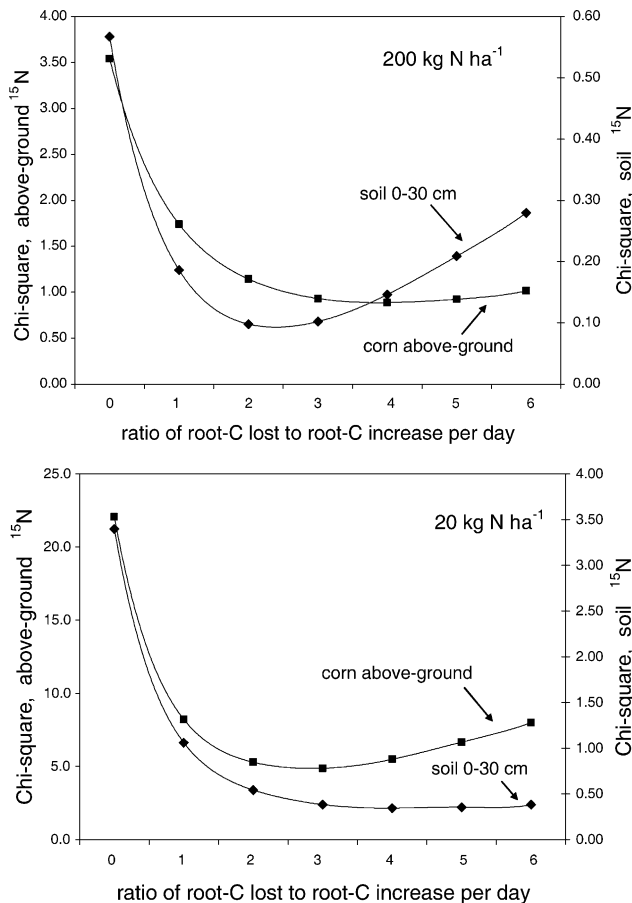 4.00
3.50
3.00
2.50
2.00
1.50
1.00
0.50
0.00
Chi-square, above-ground ¹⁵N
0.60
0.50
0.40
0.30
0.20
0.10
0.00
Chi-square, soil ¹⁵N
200 kg N ha⁻¹
soil 0-30 cm
corn above-ground
0 1 2 3 4 5 6
ratio of root-C lost to root-C increase per day
25.0
20.0
15.0
10.0
5.0
0.0
Chi-square, above-ground ¹⁵N
4.00
3.50
3.00
2.50
2.00
1.50
1.00
0.50
0.00
Chi-square, soil ¹⁵N
20 kg N ha⁻¹
corn above-ground
soil 0-30 cm
0 1 2 3 4 5 6
ratio of root-C lost to root-C increase per day